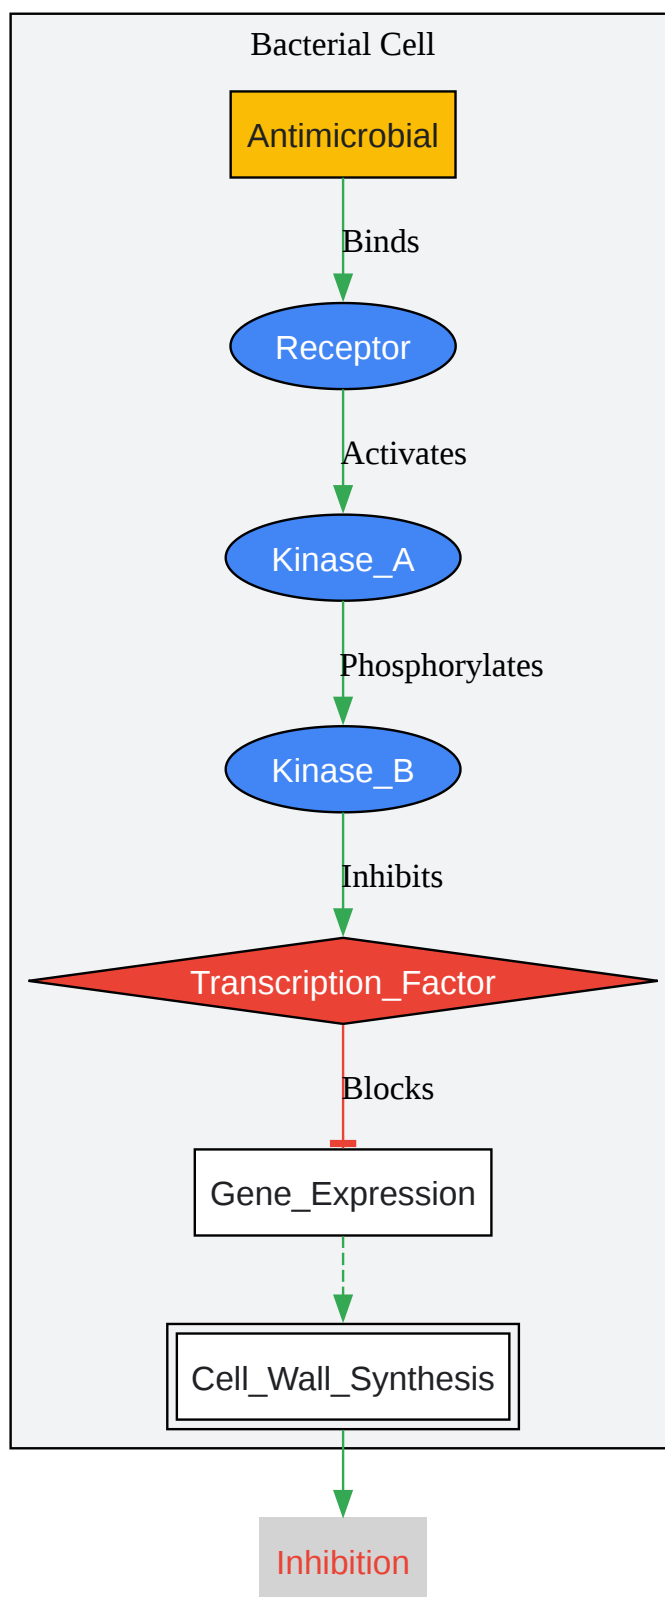 Bacterial Cell
Antimicrobial
Binds
Receptor
Activates
Kinase_A
Phosphorylates
Kinase_B
Inhibits
Transcription_Factor
Blocks
Gene_Expression
Cell_Wall_Synthesis
Inhibition